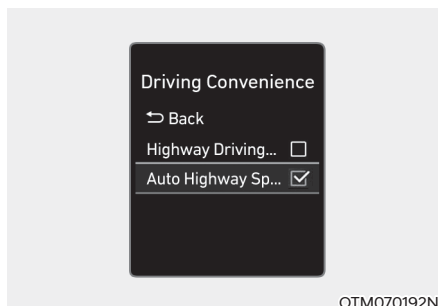 Driving Convenience
Back
Highway Driving...
Auto Highway Sp...
OTM070192N